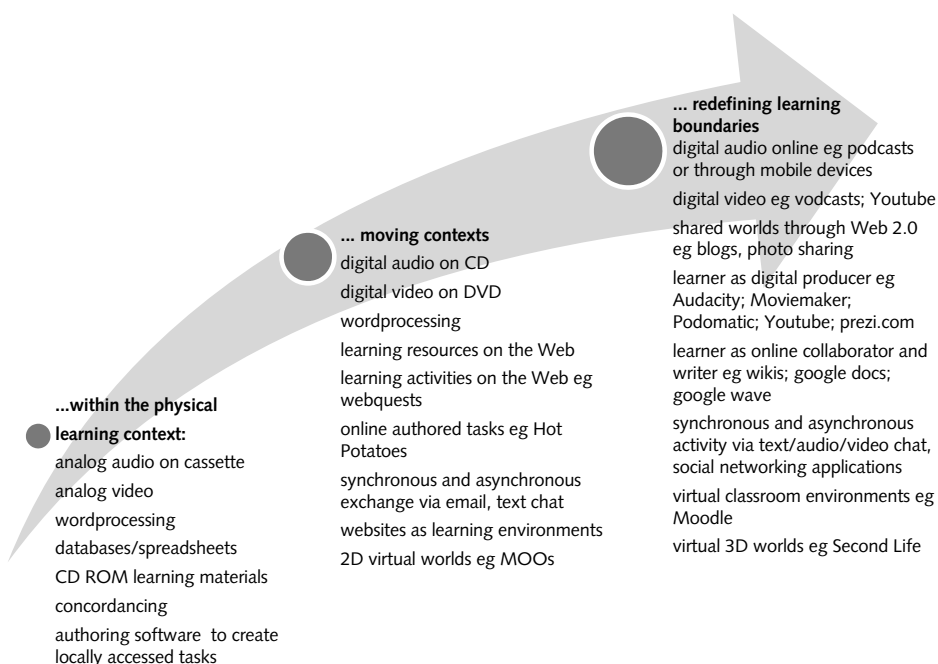 ...within the physical
learning context:
analog audio on cassette
analog video
wordprocessing
databases/spreadsheets
CD ROM learning materials
concordancing
authoring software to create
locally accessed tasks
... moving contexts
digital audio on CD
digital video on DVD
wordprocessing
learning resources on the Web
learning activities on the Web eg
webquests
online authored tasks eg Hot
Potatoes
synchronous and asynchronous
exchange via email, text chat
websites as learning environments
2D virtual worlds eg MOOs
... redefining learning
boundaries
digital audio online eg podcasts
or through mobile devices
digital video eg vodcasts; Youtube
shared worlds through Web 2.0
eg blogs, photo sharing
learner as digital producer eg
Audacity; Moviemaker;
Podomatic; Youtube; prezi.com
learner as online collaborator and
writer eg wikis; google docs;
google wave
synchronous and asynchronous
activity via text/audio/video chat,
social networking applications
virtual classroom environments eg
Moodle
virtual 3D worlds eg Second Life